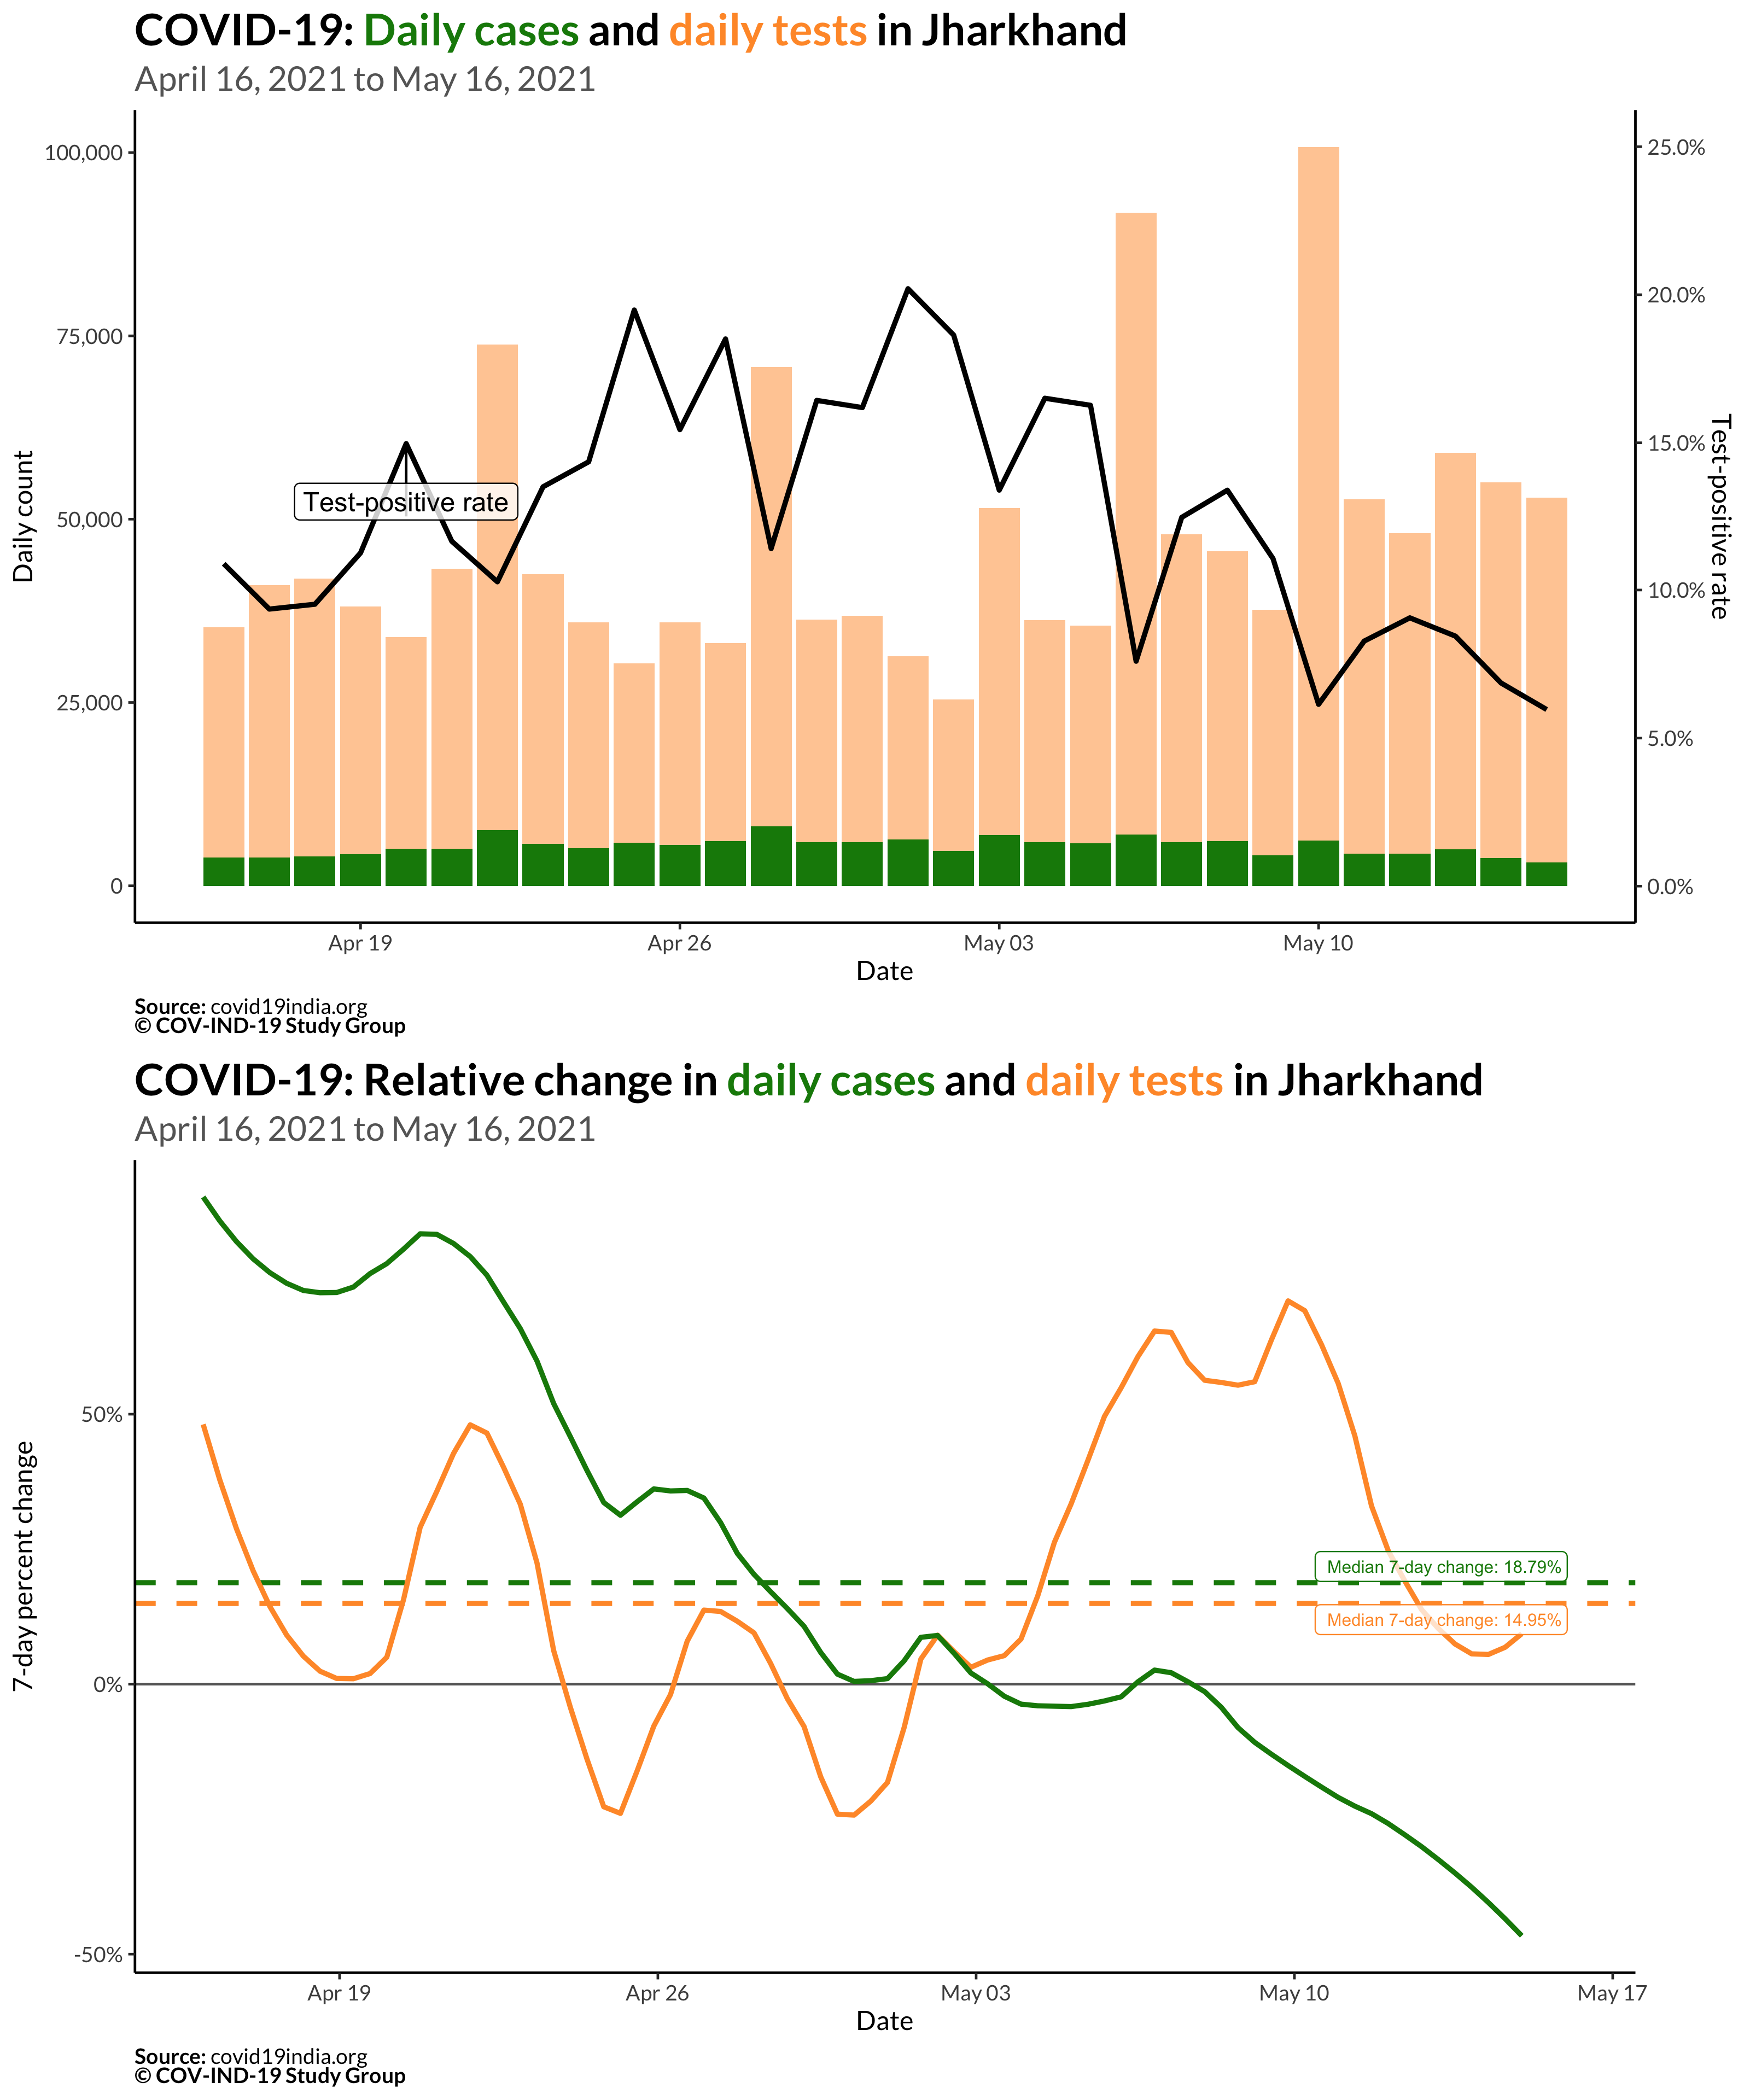 COVID-19: Daily cases and daily tests in Jharkhand
April 16, 2021 to May 16, 2021
100,000
75,000
50,000
25,000
0
Daily count
25.0%
20.0%
15.0%
10.0%
5.0%
0.0%
Test-positive rate
Test-positive rate
Apr 19
Apr 26
May 03
May 10
Date
Source: covid19india.org
© COV-IND-19 Study Group
COVID-19: Relative change in daily cases and daily tests in Jharkhand
April 16, 2021 to May 16, 2021
50%
0%
-50%
7-day percent change
Median 7-day change: 18.79%
Median 7-day change: 14.95%
Apr 19
Apr 26
May 03
May 10
May 17
Date
Source: covid19india.org
© COV-IND-19 Study Group